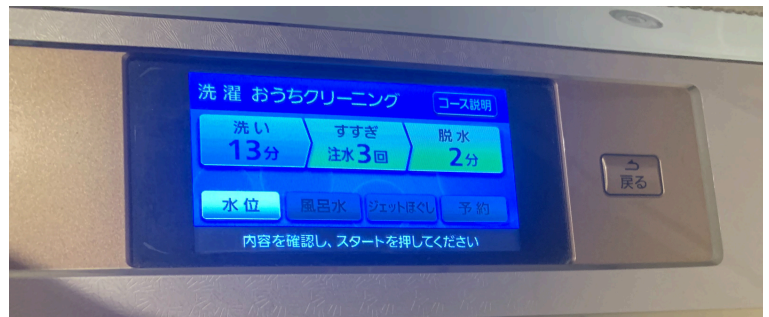 洗濯 おうちクリーニング
コース説明
洗い
13分
すすぎ
注水3回
脱水
2分
水位
風呂水
ジェットほぐし
予約
内容を確認し、スタートを押してください
戻る